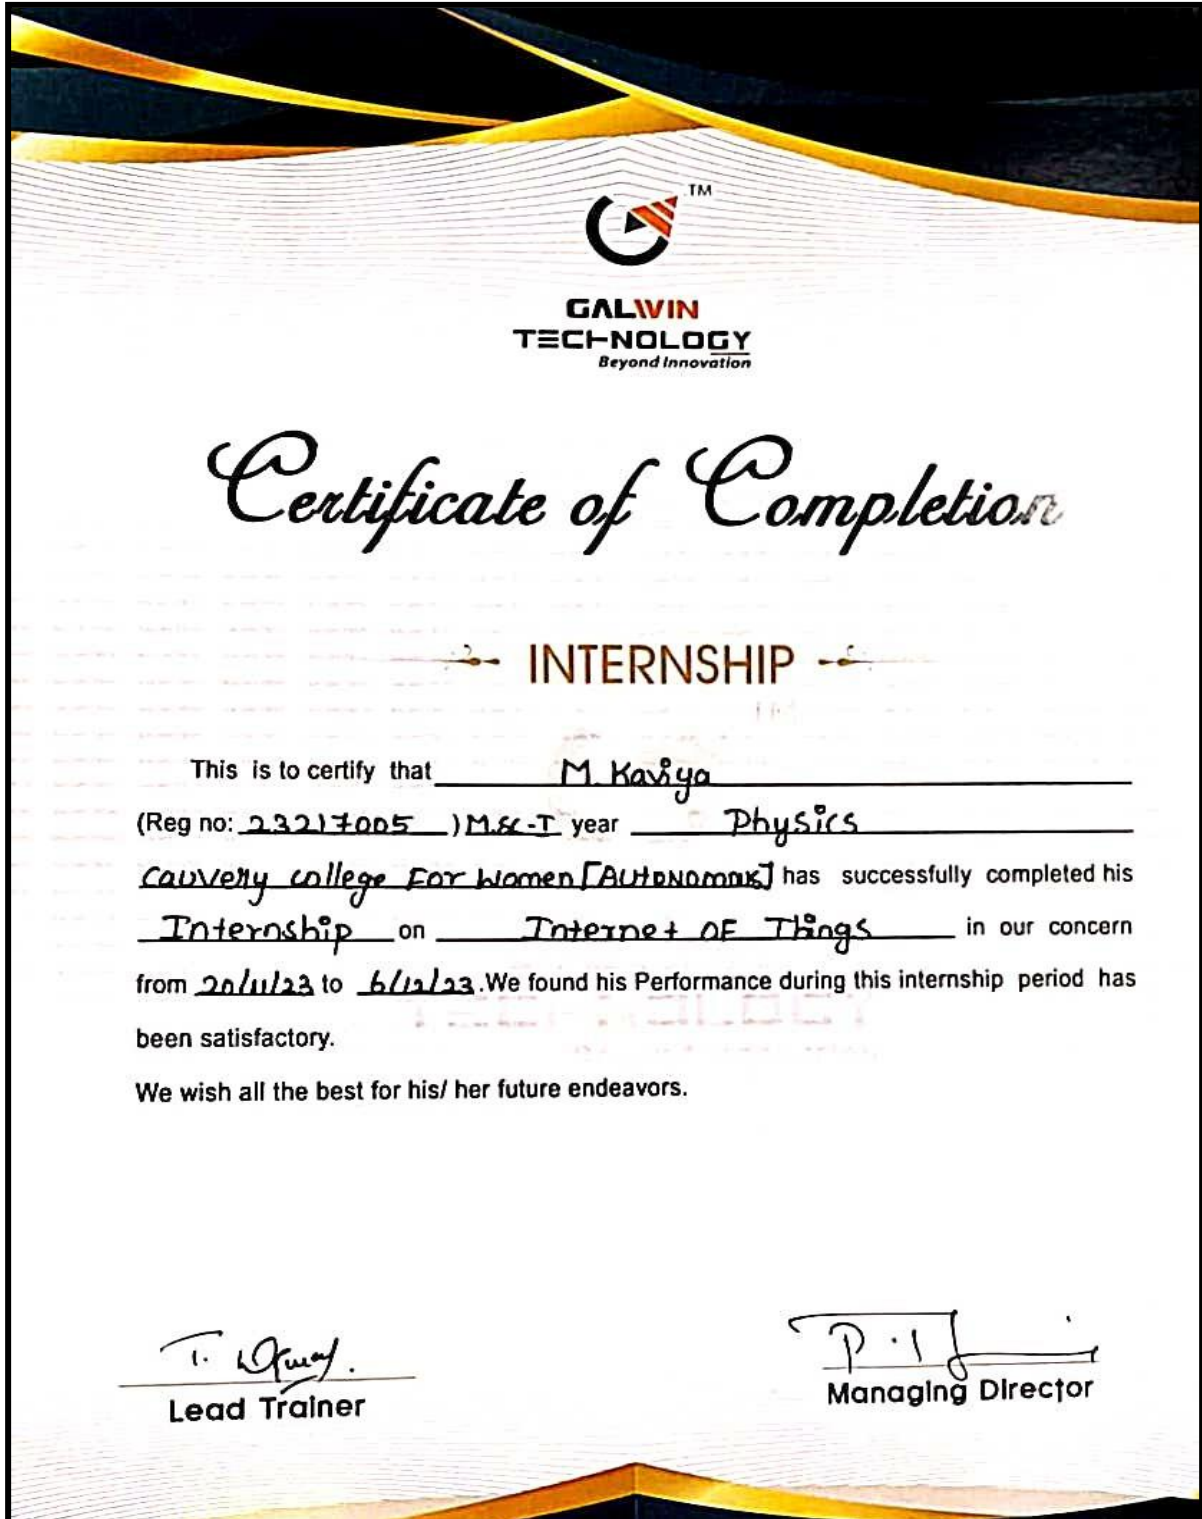 TM
GALWIN
TECHNOLOGY
Beyond Innovation
Certificate of Completion
INTERNSHIP
This is to certify that M. Kaviya
(Reg no: 23217005 ) M.Sc-I year Physics
Cauvery college For Women [Autonomous] has successfully completed his
Internship on Internet OF Things in our concern
from 20/11/23 to 6/12/23. We found his Performance during this internship period has
been satisfactory.
We wish all the best for his/ her future endeavors.
Lead Trainer
Managing Director